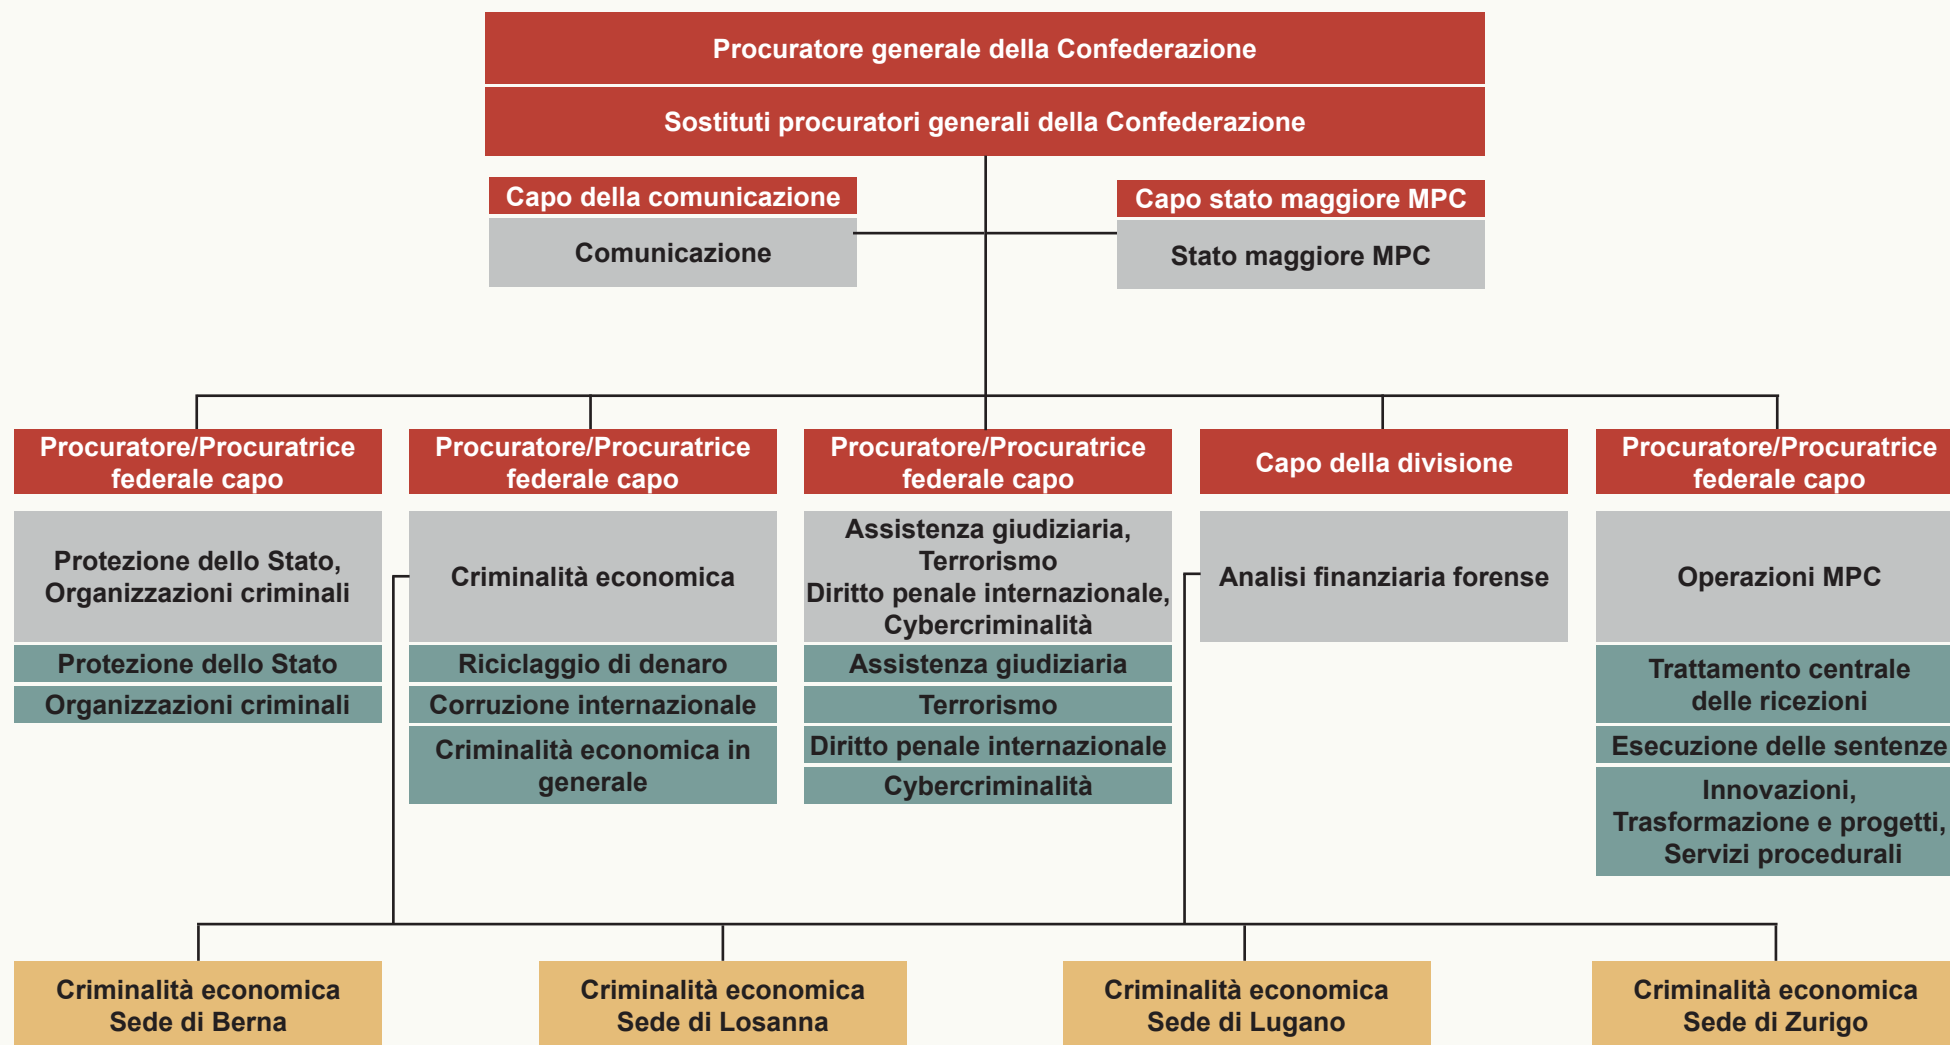 Procuratore generale della Confederazione
Sostituti procuratori generali della Confederazione
Capo della comunicazione
Comunicazione
Capo stato maggiore MPC
Stato maggiore MPC
Procuratore/Procuratrice
federale capo
Protezione dello Stato,
Organizzazioni criminali
Protezione dello Stato
Organizzazioni criminali
Procuratore/Procuratrice
federale capo
Criminalità economica
Riciclaggio di denaro
Corruzione internazionale
Criminalità economica in
generale
Procuratore/Procuratrice
federale capo
Assistenza giudiziaria,
Terrorismo
Diritto penale internazionale,
Cybercriminalità
Assistenza giudiziaria
Terrorismo
Diritto penale internazionale
Cybercriminalità
Capo della divisione
Analisi finanziaria forense
Procuratore/Procuratrice
federale capo
Operazioni MPC
Trattamento centrale
delle ricezioni
Esecuzione delle sentenze
Innovazioni,
Trasformazione e progetti,
Servizi procedurali
Criminalità economica
Sede di Berna
Criminalità economica
Sede di Losanna
Criminalità economica
Sede di Lugano
Criminalità economica
Sede di Zurigo